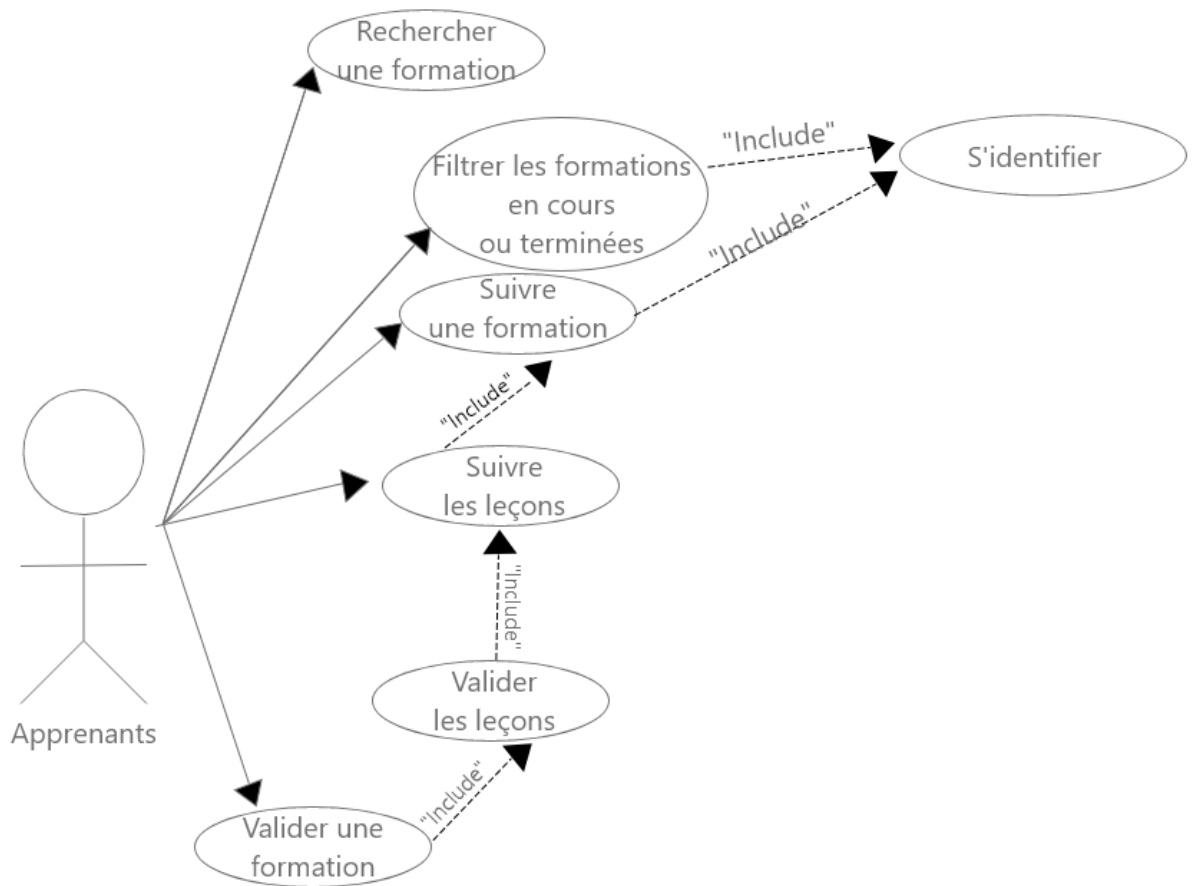 Rechercher
une formation
Filtrer les formations
en cours
ou terminées
"Include"
S'identifier
"Include"
Suivre
une formation
"Include"
Suivre
les leçons
"Include"
Valider
les leçons
Apprenants
"Include"
Valider une
formation